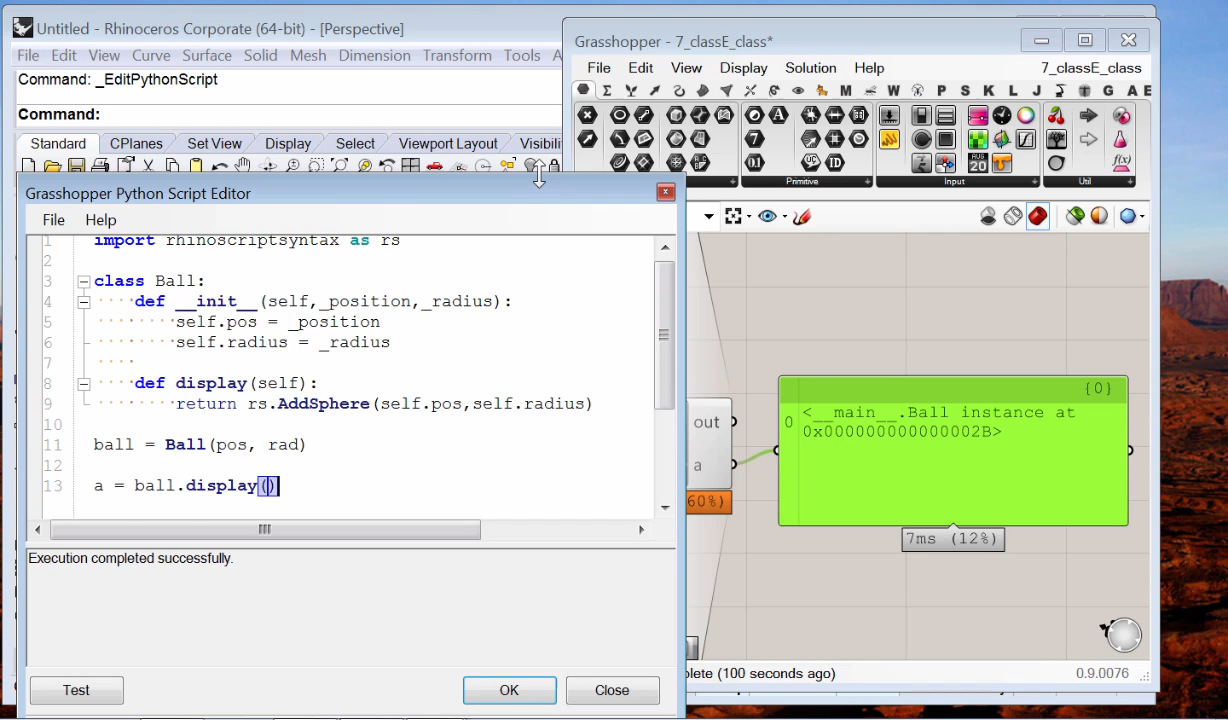 Untitled - Rhinoceros Corporate (64-bit) - [Perspective]
File Edit View Curve Surface Solid Mesh Dimension Transform Tools A
Command: _EditPythonScript
Command:
Standard CPlanes Set View Display Select Viewport Layout Visibili
Grasshopper - 7_classE_class*
File Edit View Display Solution Help 7_classE_class
M W P S K L J G A E
Primitive Input Util
Grasshopper Python Script Editor
File Help
1 import rhinoscriptsyntax as rs
2
3 class Ball:
4 def __init__(self,_position,_radius):
5 self.pos = _position
6 self.radius = _radius
7
8 def display(self):
9 return rs.AddSphere(self.pos,self.radius)
10
11 ball = Ball(pos, rad)
12
13 a = ball.display()
Execution completed successfully.
Test OK Close
out
a
60%)
{0}
0 <__main__.Ball instance at
0x000000000000002B>
7ms (12%)
plete (100 seconds ago) 0.9.0076